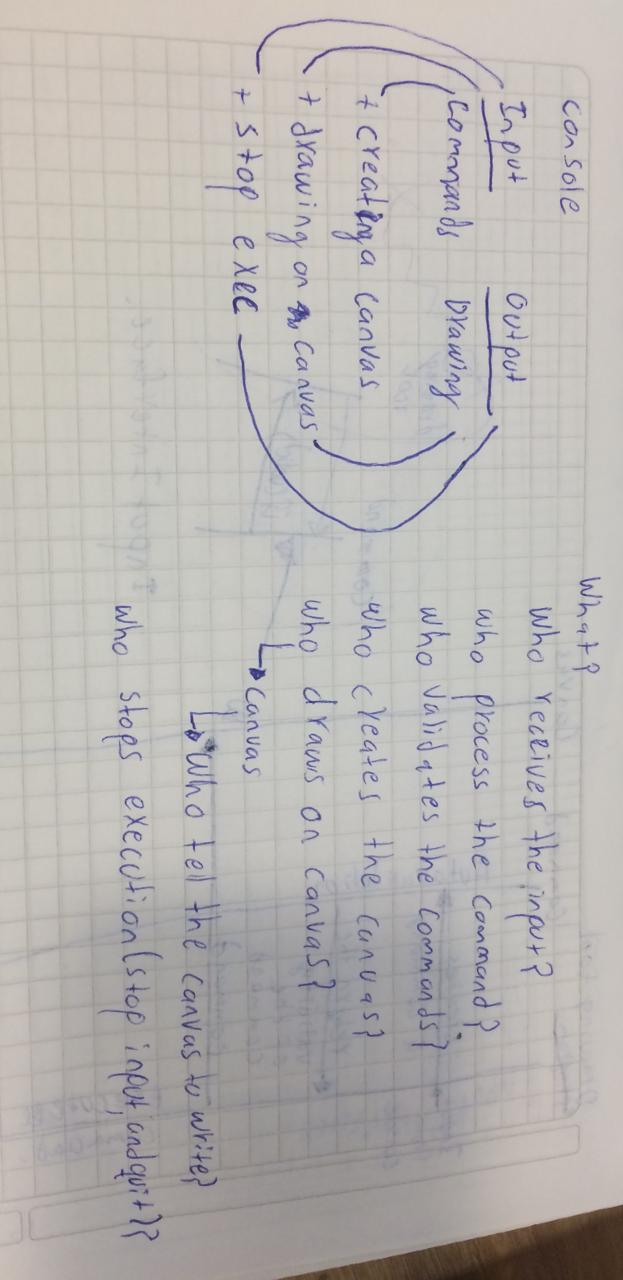 console
Input Output
Commands Drawing
+ creating a canvas
+ drawing on canvas
+ stop exec
What?
Who receives the input?
who process the command?
who validates the commands?
who creates the canvas?
who draws on canvas?
canvas
Who tell the canvas to write?
who stops execution (stop input, and quit)?